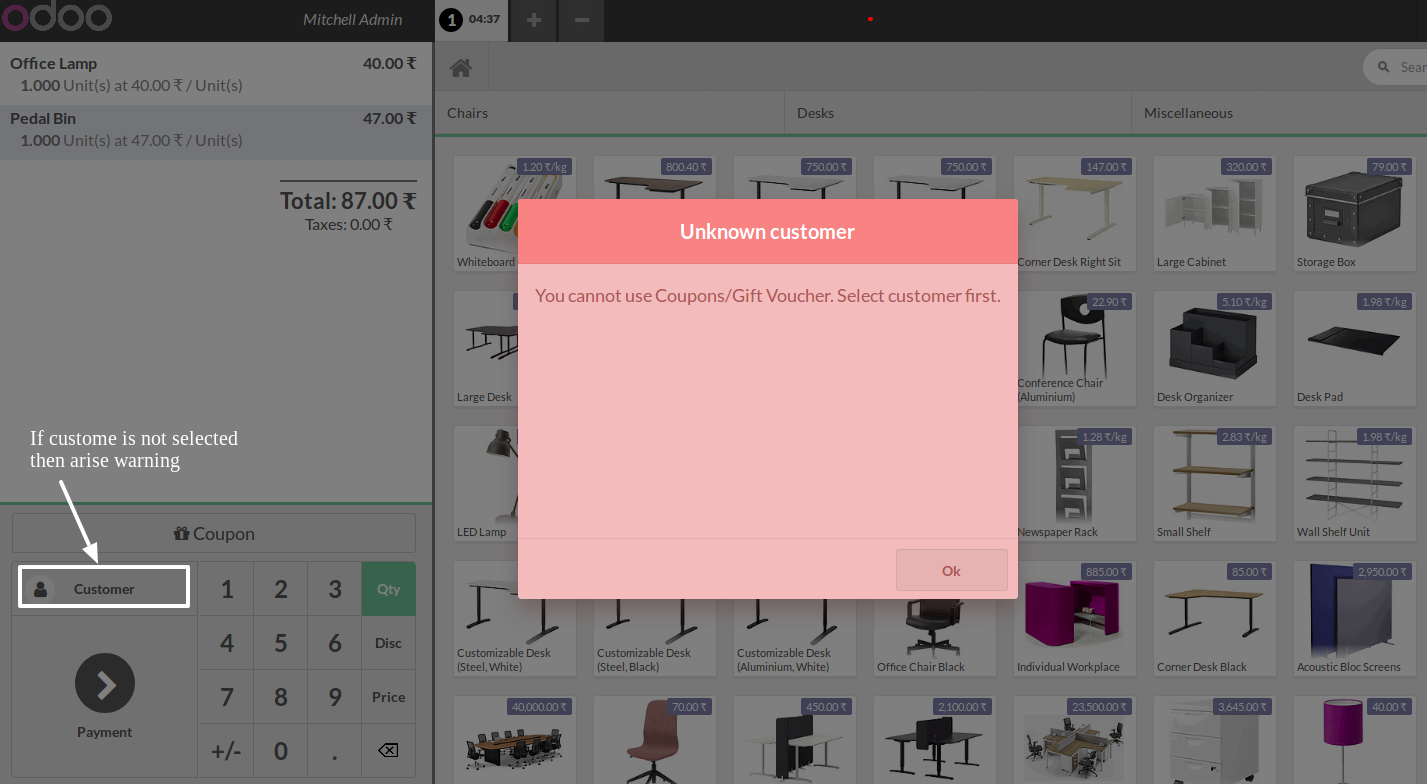 odoo
Mitchell Admin
1 04:37
Sear
Office Lamp 40.00 ₹
1.000 Unit(s) at 40.00 ₹ / Unit(s)
Pedal Bin 47.00 ₹
1.000 Unit(s) at 47.00 ₹ / Unit(s)
Total: 87.00 ₹
Taxes: 0.00 ₹
If custome is not selected
then arise warning
Coupon
Customer
Payment
1 2 3 Qty
4 5 6 Disc
7 8 9 Price
+/- 0 .
Chairs Desks Miscellaneous
1.20 ₹/kg 800.40 ₹ 750.00 ₹ 750.00 ₹ 147.00 ₹ 320.00 ₹ 79.00 ₹
Whiteboard Corner Desk Right Sit Large Cabinet Storage Box
Unknown customer
You cannot use Coupons/Gift Voucher. Select customer first.
Ok
22.90 ₹ 5.10 ₹/kg 1.98 ₹/kg
Large Desk Conference Chair Desk Organizer Desk Pad
(Aluminium)
1.28 ₹/kg 2.83 ₹/kg 1.98 ₹/kg
LED Lamp Newspaper Rack Small Shelf Wall Shelf Unit
885.00 ₹ 85.00 ₹ 2,950.00 ₹
Customizable Desk Customizable Desk Customizable Desk
(Steel, White) (Steel, Black) (Aluminium, White) Office Chair Black Individual Workplace Corner Desk Black Acoustic Bloc Screens
40,000.00 ₹ 70.00 ₹ 450.00 ₹ 2,100.00 ₹ 23,500.00 ₹ 3,645.00 ₹ 40.00 ₹